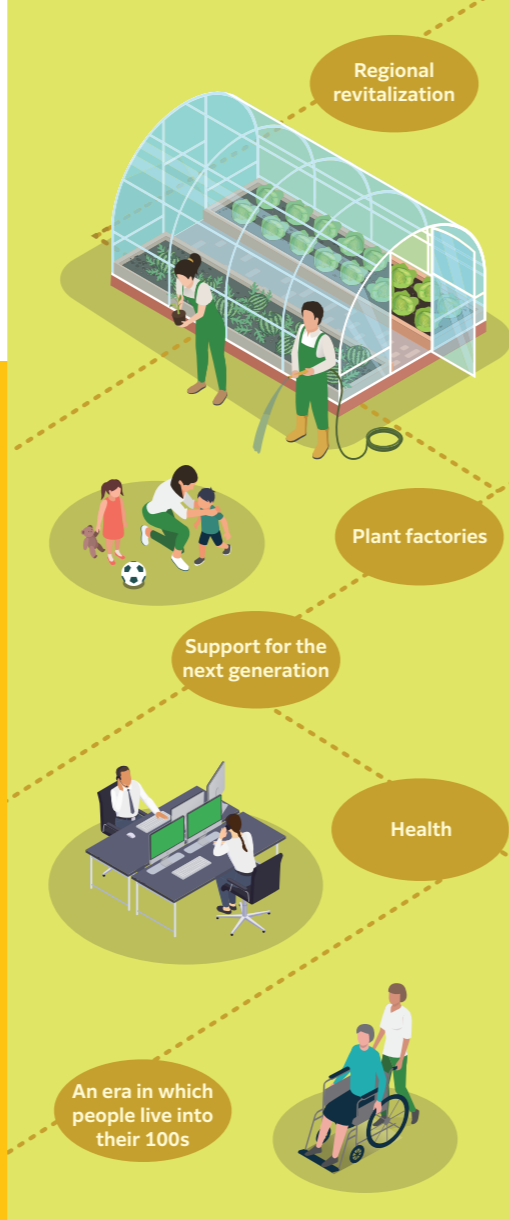 Regional
revitalization
Plant factories
Support for the
next generation
Health
An era in which
people live into
their 100s